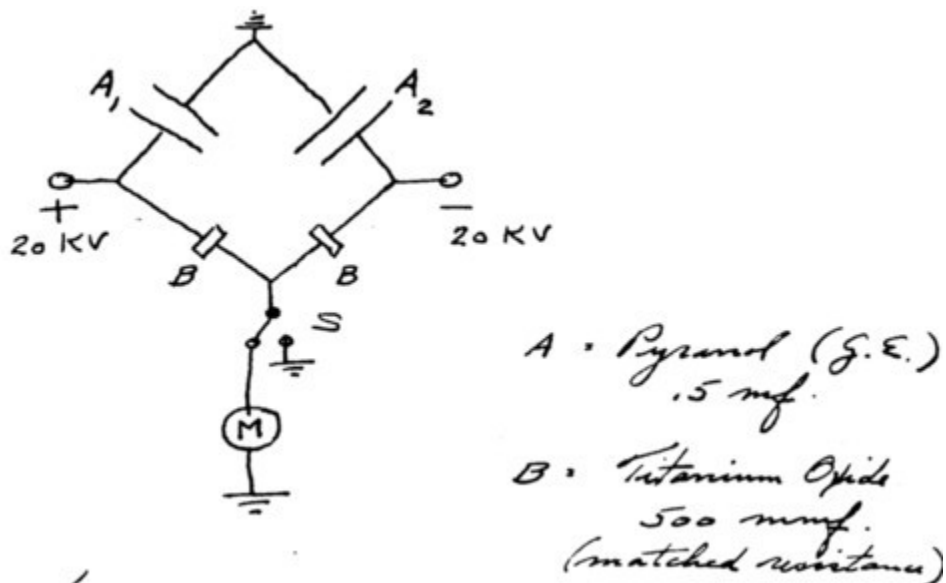 A1
A2
+
20 KV
−
20 KV
B
B
S
M
A = Pyranol (G.E.)
.5 mf.
B = Titanium Oxide
500 mmf.
(matched resistance)